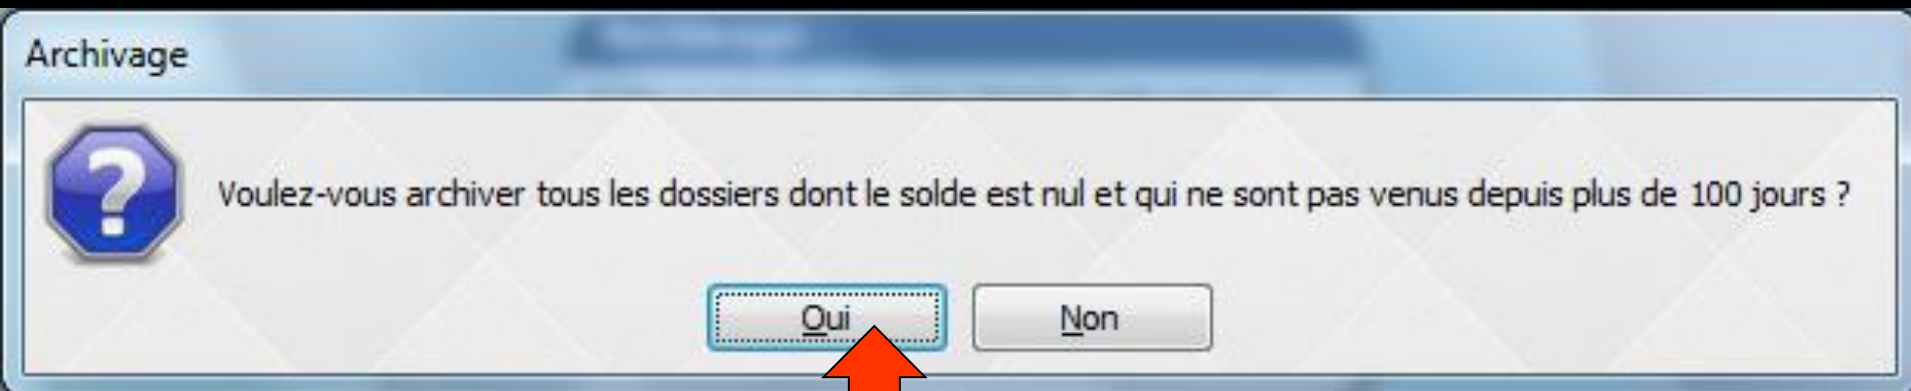 Archivage
Voulez-vous archiver tous les dossiers dont le solde est nul et qui ne sont pas venus depuis plus de 100 jours ?
Oui
Non